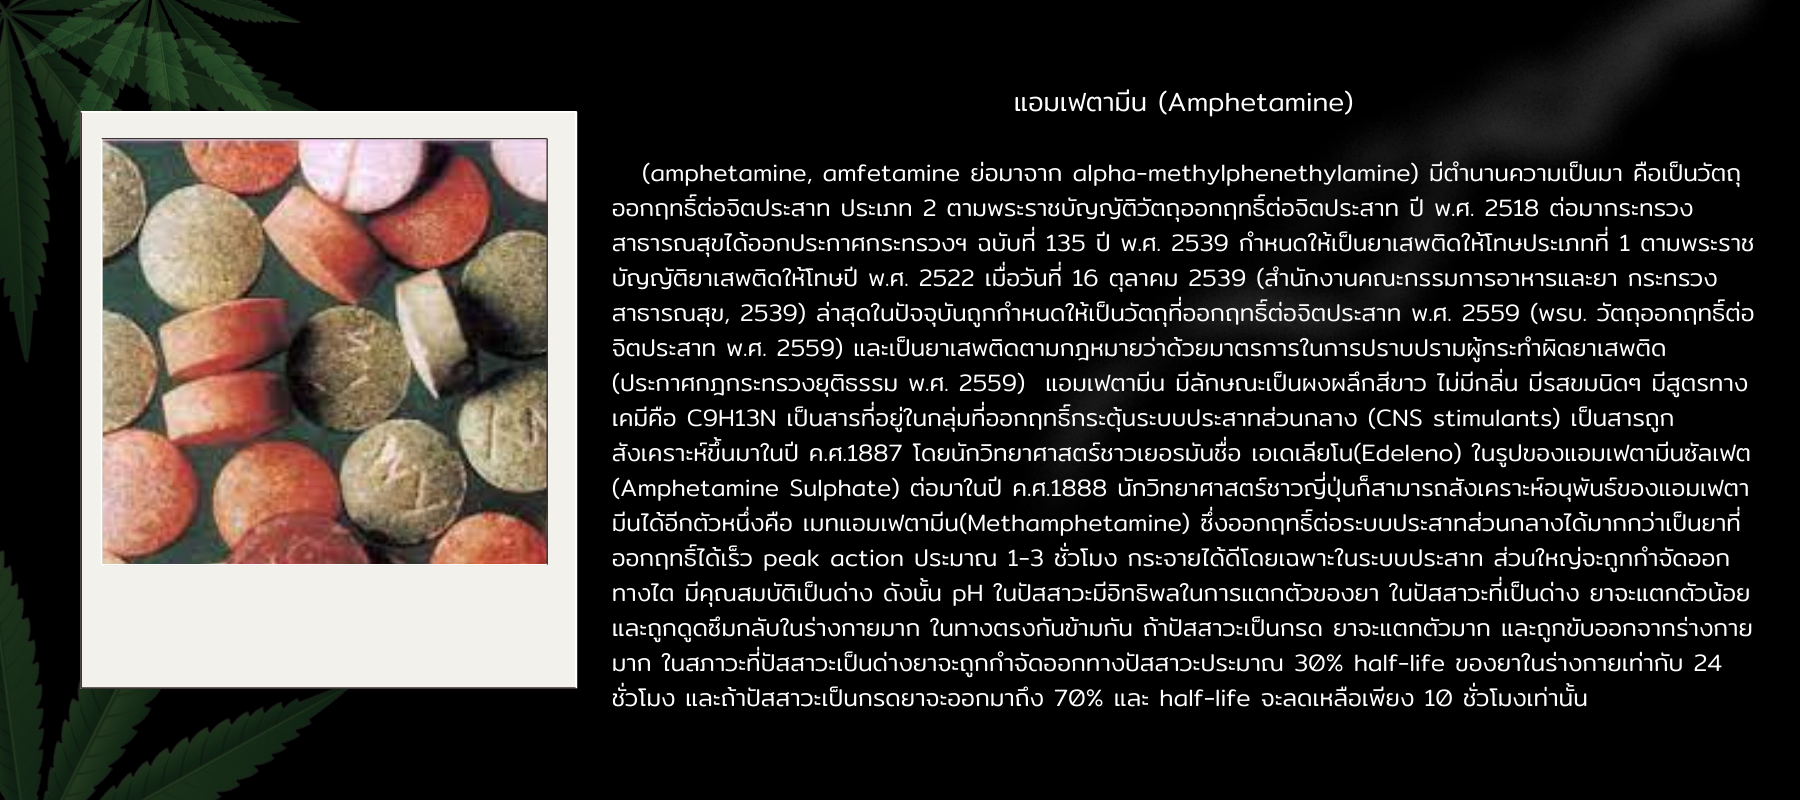 แอมเฟตามีน (Amphetamine)
(amphetamine, amfetamine ย่อมาจาก alpha-methylphenethylamine) มีตำนานความเป็นมา คือเป็นวัตถุ
ออกฤทธิ์ต่อจิตประสาท ประเภท 2 ตามพระราชบัญญัติวัตถุออกฤทธิ์ต่อจิตประสาท ปี พ.ศ. 2518 ต่อมากระทรวง
สาธารณสุขได้ออกประกาศกระทรวงฯ ฉบับที่ 135 ปี พ.ศ. 2539 กำหนดให้เป็นยาเสพติดให้โทษประเภทที่ 1 ตามพระราช
บัญญัติยาเสพติดให้โทษปี พ.ศ. 2522 เมื่อวันที่ 16 ตุลาคม 2539 (สำนักงานคณะกรรมการอาหารและยา กระทรวง
สาธารณสุข, 2539) ล่าสุดในปัจจุบันถูกกำหนดให้เป็นวัตถุที่ออกฤทธิ์ต่อจิตประสาท พ.ศ. 2559 (พรบ. วัตถุออกฤทธิ์ต่อ
จิตประสาท พ.ศ. 2559) และเป็นยาเสพติดตามกฎหมายว่าด้วยมาตรการในการปราบปรามผู้กระทำผิดยาเสพติด
(ประกาศกฎกระทรวงยุติธรรม พ.ศ. 2559)  แอมเฟตามีน มีลักษณะเป็นผงผลึกสีขาว ไม่มีกลิ่น มีรสขมนิดๆ มีสูตรทาง
เคมีคือ C9H13N เป็นสารที่อยู่ในกลุ่มที่ออกฤทธิ์กระตุ้นระบบประสาทส่วนกลาง (CNS stimulants) เป็นสารถูก
สังเคราะห์ขึ้นมาในปี ค.ศ.1887 โดยนักวิทยาศาสตร์ชาวเยอรมันชื่อ เอเดเลียโน(Edeleno) ในรูปของแอมเฟตามีนซัลเฟต
(Amphetamine Sulphate) ต่อมาในปี ค.ศ.1888 นักวิทยาศาสตร์ชาวญี่ปุ่นก็สามารถสังเคราะห์อนุพันธ์ของแอมเฟตา
มีนได้อีกตัวหนึ่งคือ เมทแอมเฟตามีน(Methamphetamine) ซึ่งออกฤทธิ์ต่อระบบประสาทส่วนกลางได้มากกว่าเป็นยาที่
ออกฤทธิ์ได้เร็ว peak action ประมาณ 1-3 ชั่วโมง กระจายได้ดีโดยเฉพาะในระบบประสาท ส่วนใหญ่จะถูกกำจัดออก
ทางไต มีคุณสมบัติเป็นด่าง ดังนั้น pH ในปัสสาวะมีอิทธิพลในการแตกตัวของยา ในปัสสาวะที่เป็นด่าง ยาจะแตกตัวน้อย
และถูกดูดซึมกลับในร่างกายมาก ในทางตรงกันข้ามกัน ถ้าปัสสาวะเป็นกรด ยาจะแตกตัวมาก และถูกขับออกจากร่างกาย
มาก ในสภาวะที่ปัสสาวะเป็นด่างยาจะถูกกำจัดออกทางปัสสาวะประมาณ 30% half-life ของยาในร่างกายเท่ากับ 24
ชั่วโมง และถ้าปัสสาวะเป็นกรดยาจะออกมาถึง 70% และ half-life จะลดเหลือเพียง 10 ชั่วโมงเท่านั้น